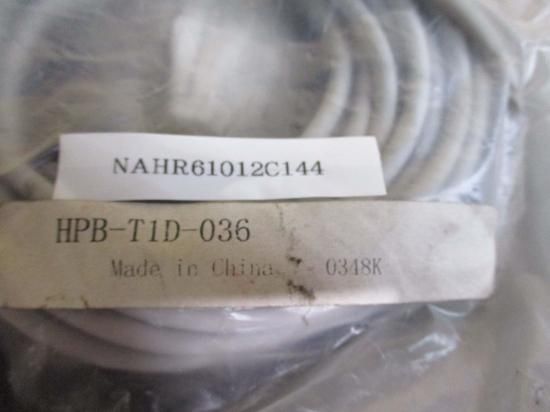 NAHR61012C144
HPB-T1D-036
Made in China - 0348K